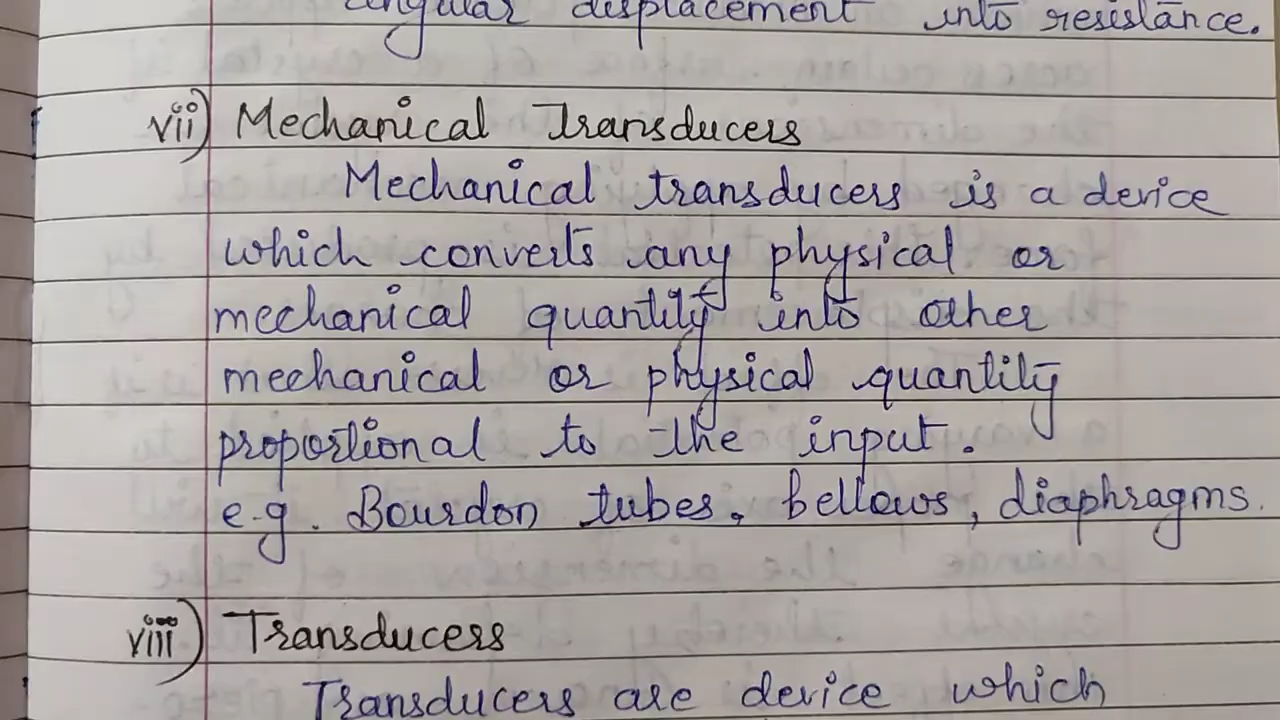 angular displacement into resistance.
vii) Mechanical Transducers
Mechanical transducers is a device
which converts any physical or
mechanical quantity into other
mechanical or physical quantity
proportional to the input.
e.g. Bourdon tubes, bellows, diaphragms.
viii) Transducers
Transducers are device which